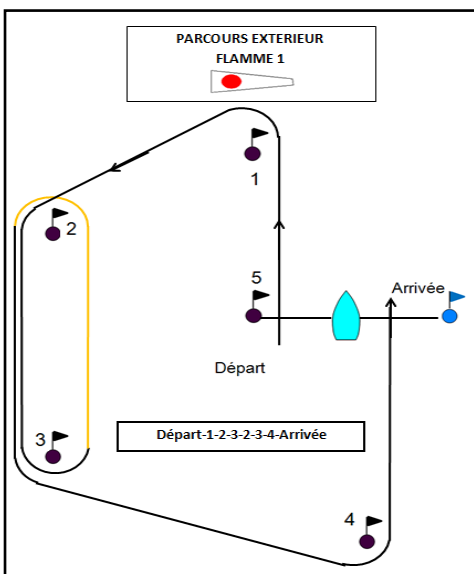 PARCOURS EXTERIEUR
FLAMME 1
1
2
5
Arrivée
Départ
3
Départ-1-2-3-2-3-4-Arrivée
4